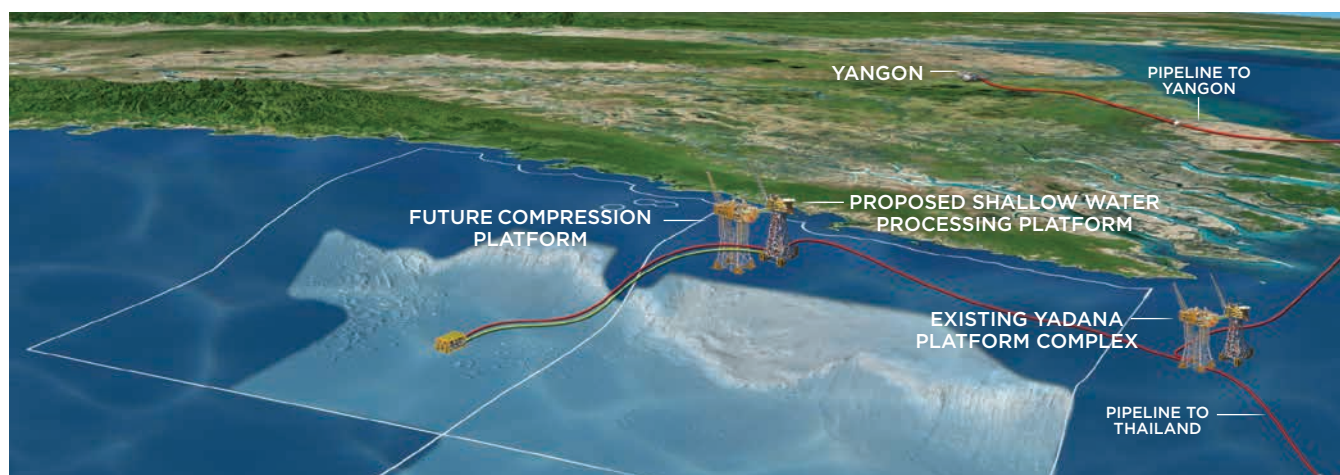 YANGON
PIPELINE TO
YANGON
FUTURE COMPRESSION
PLATFORM
PROPOSED SHALLOW WATER
PROCESSING PLATFORM
EXISTING YADANA
PLATFORM COMPLEX
PIPELINE TO
THAILAND